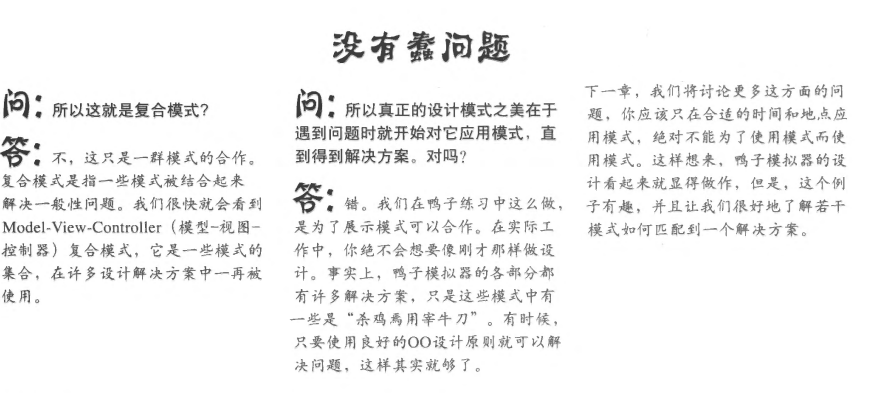 没有蠢问题
问：所以这就是复合模式？
答：不，这只是一群模式的合作。
复合模式是指一些模式被结合起来
解决一般性问题。我们很快就会看到
Model-View-Controller（模型-视图-
控制器）复合模式，它是一些模式的
集合，在许多设计解决方案中一再被
使用。
问：所以真正的设计模式之美在于
遇到问题时就开始对它应用模式，直
到得到解决方案。对吗？
答：错。我们在鸭子练习中这么做，
是为了展示模式可以合作。在实际工
作中，你绝不会想要像刚才那样做设
计。事实上，鸭子模拟器的各部分都
有许多解决方案，只是这些模式中有
一些是“杀鸡焉用宰牛刀”。有时候，
只要使用良好的OO设计原则就可以解
决问题，这样其实就够了。
下一章，我们将讨论更多这方面的问
题，你应该只在合适的时间和地点应
用模式，绝对不能为了使用模式而使
用模式。这样想来，鸭子模拟器的设
计看起来就显得做作，但是，这个例
子有趣，并且让我们很好地了解若干
模式如何匹配到一个解决方案。